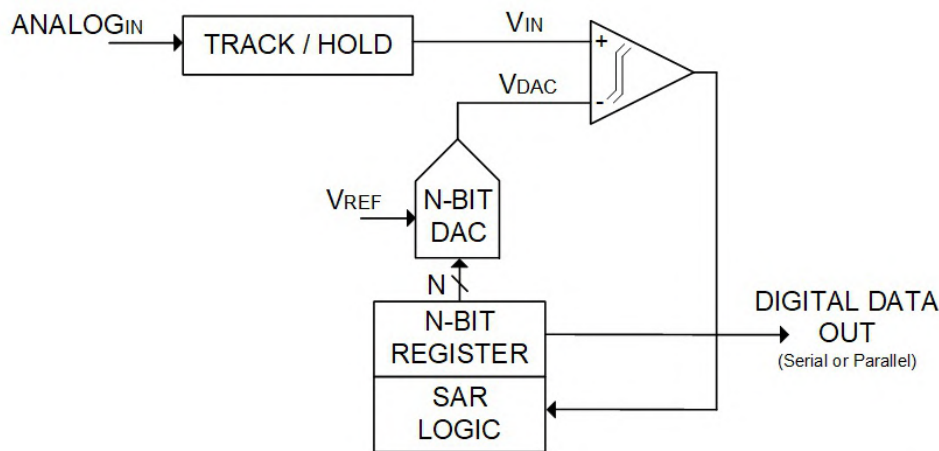 ANALOGIN
TRACK / HOLD
VIN
+
VDAC
-
VREF
N-BIT
DAC
N
N-BIT
REGISTER
DIGITAL DATA
OUT
(Serial or Parallel)
SAR
LOGIC